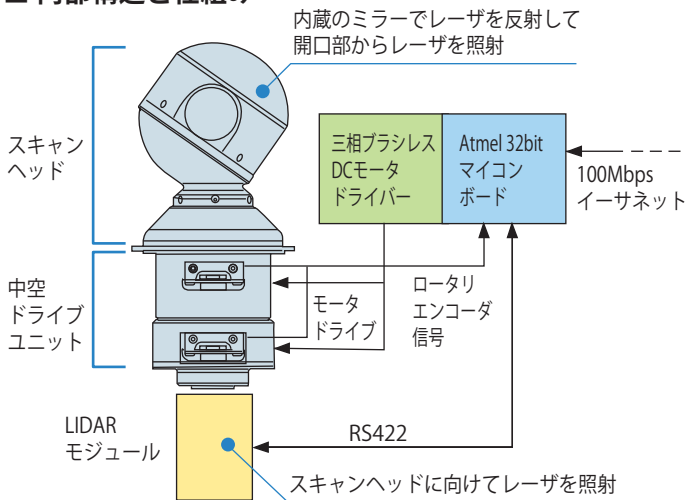 内蔵のミラーでレーザを反射して
開口部からレーザを照射
スキャン
ヘッド
三相ブラシレス
DCモータ
ドライバー
Atmel 32bit
マイコン
ボード
100Mbps
イーサネット
中空
ドライブ
ユニット
モータ
ドライブ
ロータリ
エンコーダ
信号
LIDAR
モジュール
RS422
スキャンヘッドに向けてレーザを照射